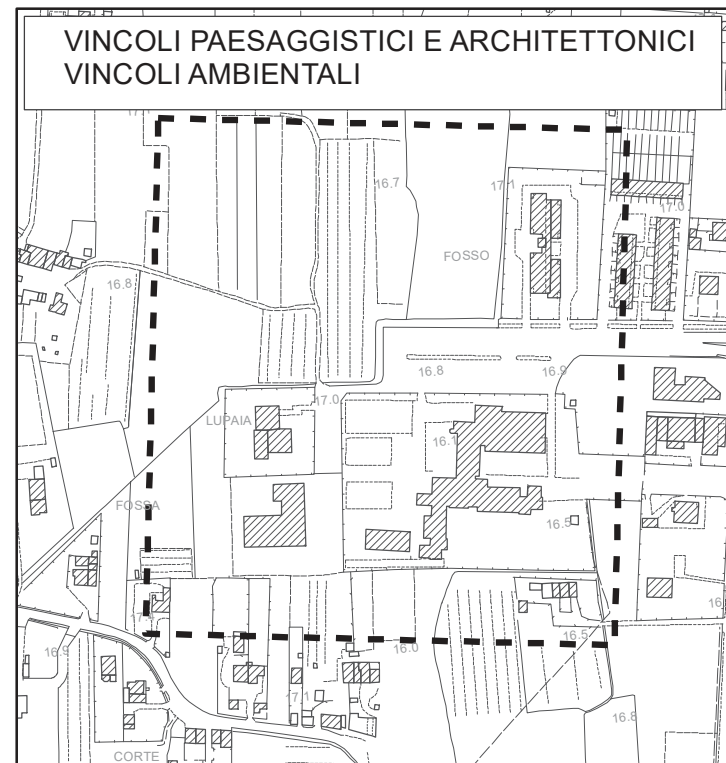 VINCOLI PAESAGGISTICI E ARCHITETTONICI
VINCOLI AMBIENTALI
16.7
17.1
17.0
FOSSO
16.8
16.8
16.9
17.0
LUPAIA
16.1
FOSSA
16.5
16.9
16.0
16.5
17.1
16.8
CORTE